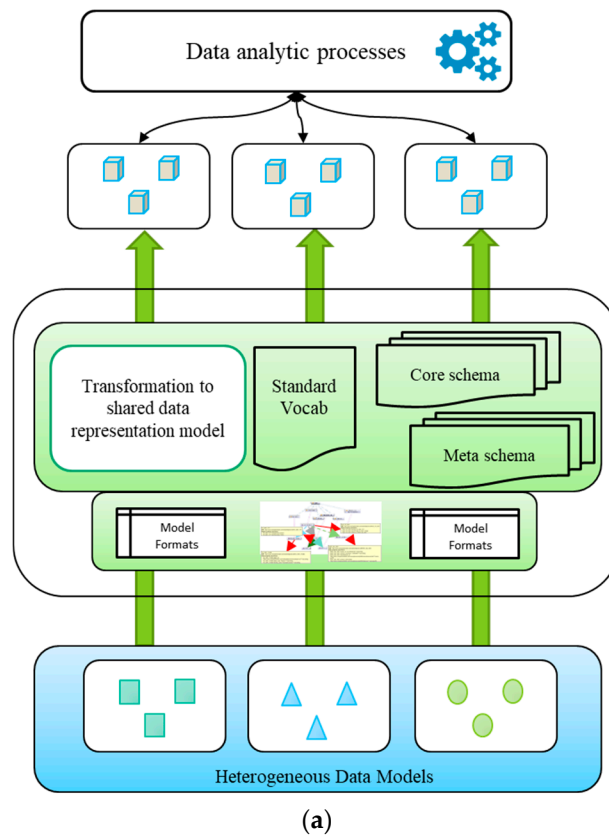 Data analytic processes
Transformation to
shared data
representation model
Standard
Vocab
Core schema
Meta schema
Model
Formats
Model
Formats
Heterogeneous Data Models
(a)